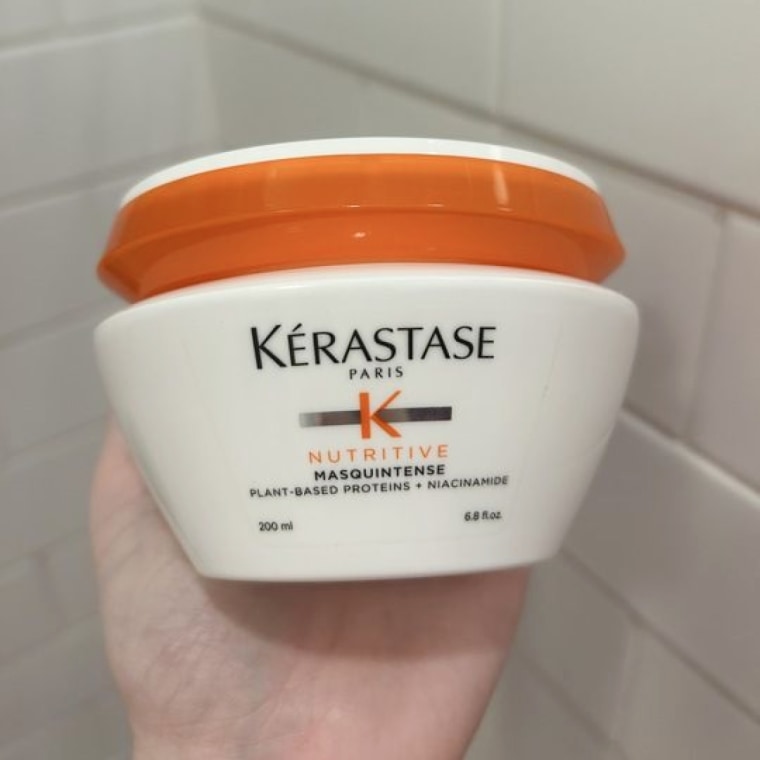 KÉRASTASE
PARIS
K
NUTRITIVE
MASQUINTENSE
PLANT-BASED PROTEINS + NIACINAMIDE
200 ml 6.8 fl.oz.